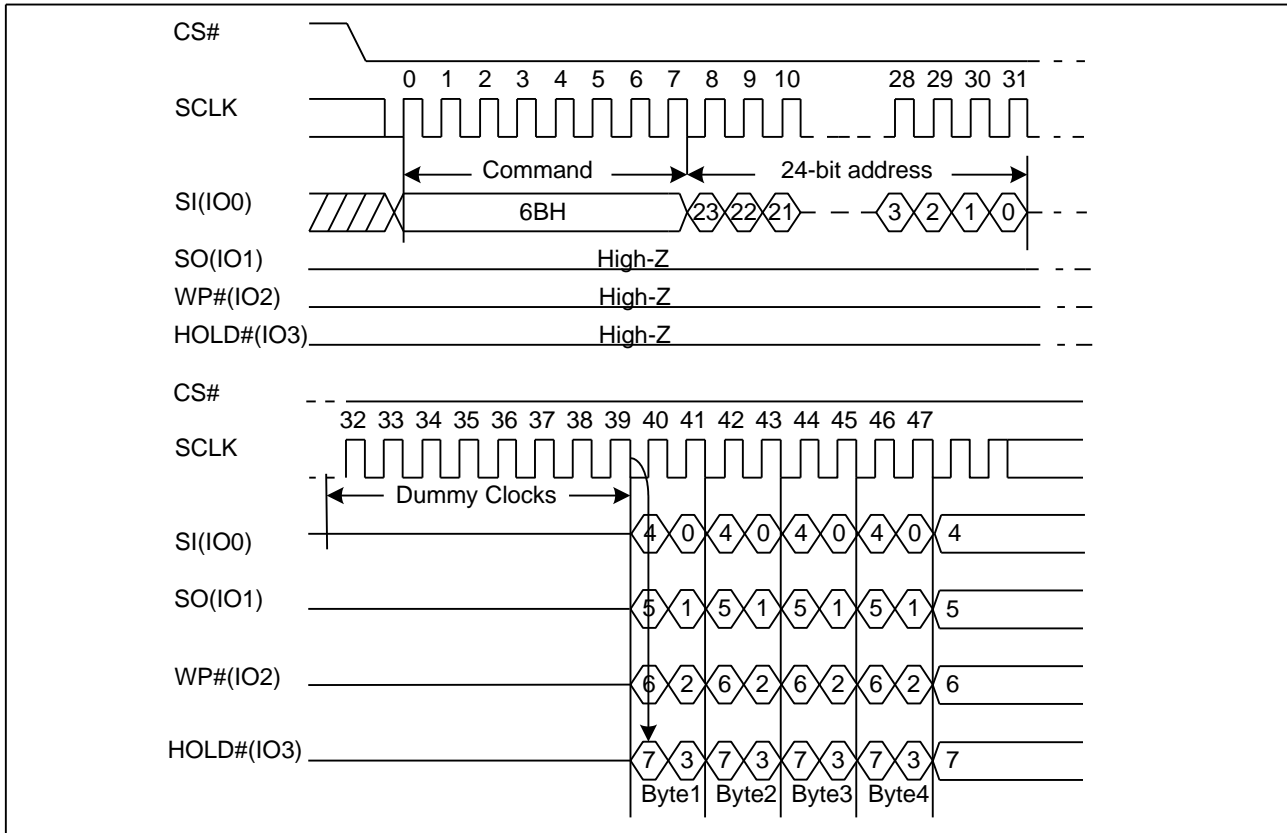 CS#
0 1 2 3 4 5 6 7 8 9 10 28 29 30 31
SCLK
Command 24-bit address
SI(IO0) 6BH 23 22 21 3 2 1 0
SO(IO1) High-Z
WP#(IO2) High-Z
HOLD#(IO3) High-Z
CS#
32 33 34 35 36 37 38 39 40 41 42 43 44 45 46 47
SCLK
Dummy Clocks
SI(IO0) 4 0 4 0 4 0 4 0 4
SO(IO1) 5 1 5 1 5 1 5 1 5
WP#(IO2) 6 2 6 2 6 2 6 2 6
HOLD#(IO3) 7 3 7 3 7 3 7 3 7
Byte1 Byte2 Byte3 Byte4